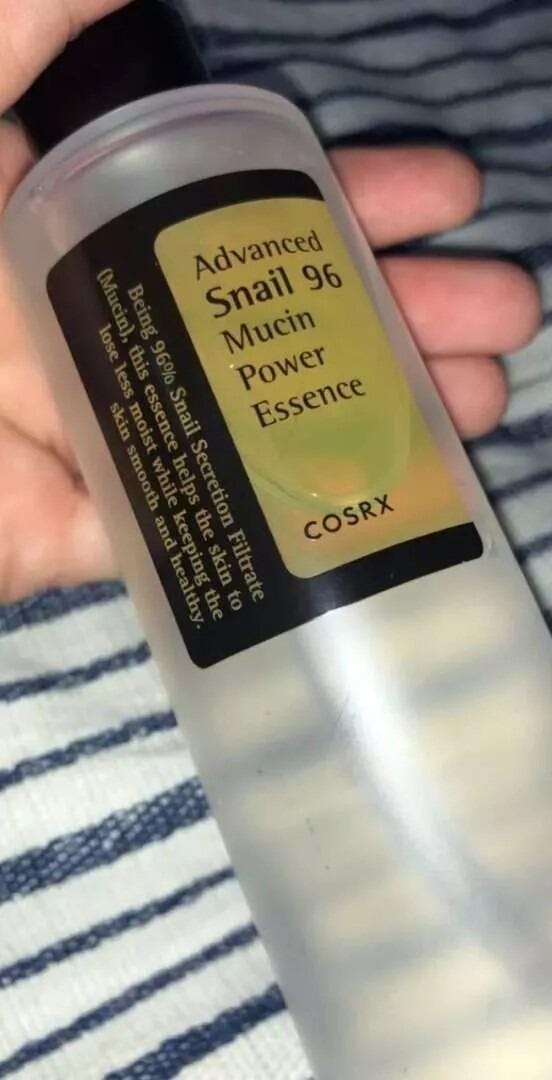 Advanced
Snail 96
Mucin
Power
Essence
COSRX
Being 96% Snail Secretion Filtrate
(Mucin), this essence helps the skin to
lose less moist while keeping the
skin smooth and healthy.